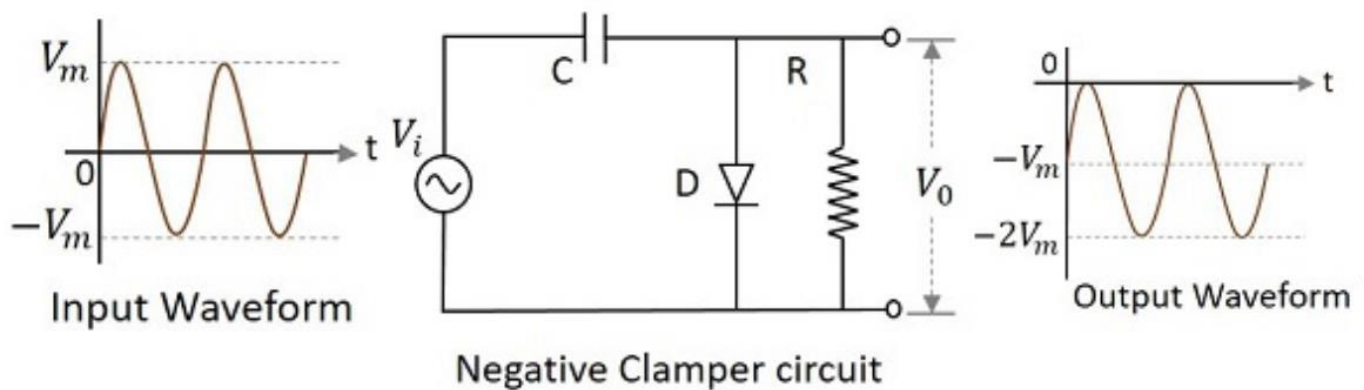 V_m
0
t
−V_m
Input Waveform
V_i
C
R
D
V_0
Negative Clamper circuit
0
t
−V_m
−2V_m
Output Waveform